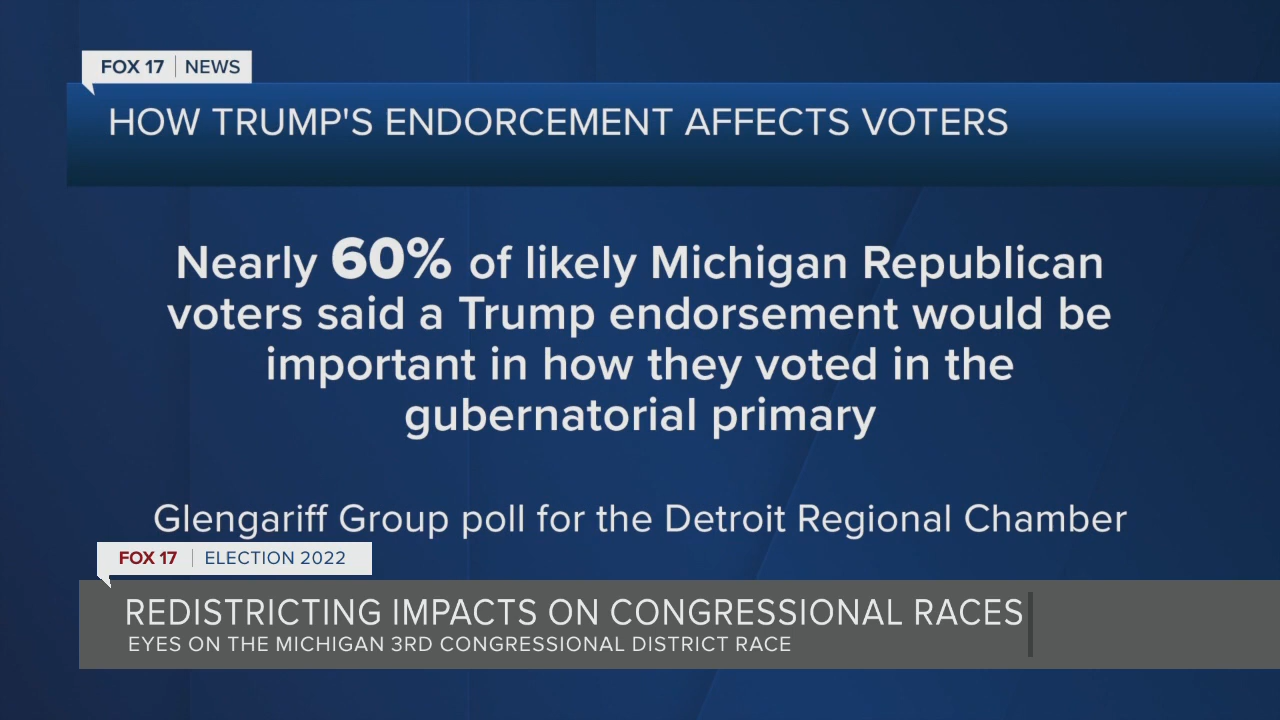 FOX 17 | NEWS
HOW TRUMP'S ENDORCEMENT AFFECTS VOTERS
Nearly 60% of likely Michigan Republican
voters said a Trump endorsement would be
important in how they voted in the
gubernatorial primary
Glengariff Group poll for the Detroit Regional Chamber
FOX 17 | ELECTION 2022
REDISTRICTING IMPACTS ON CONGRESSIONAL RACES
EYES ON THE MICHIGAN 3RD CONGRESSIONAL DISTRICT RACE